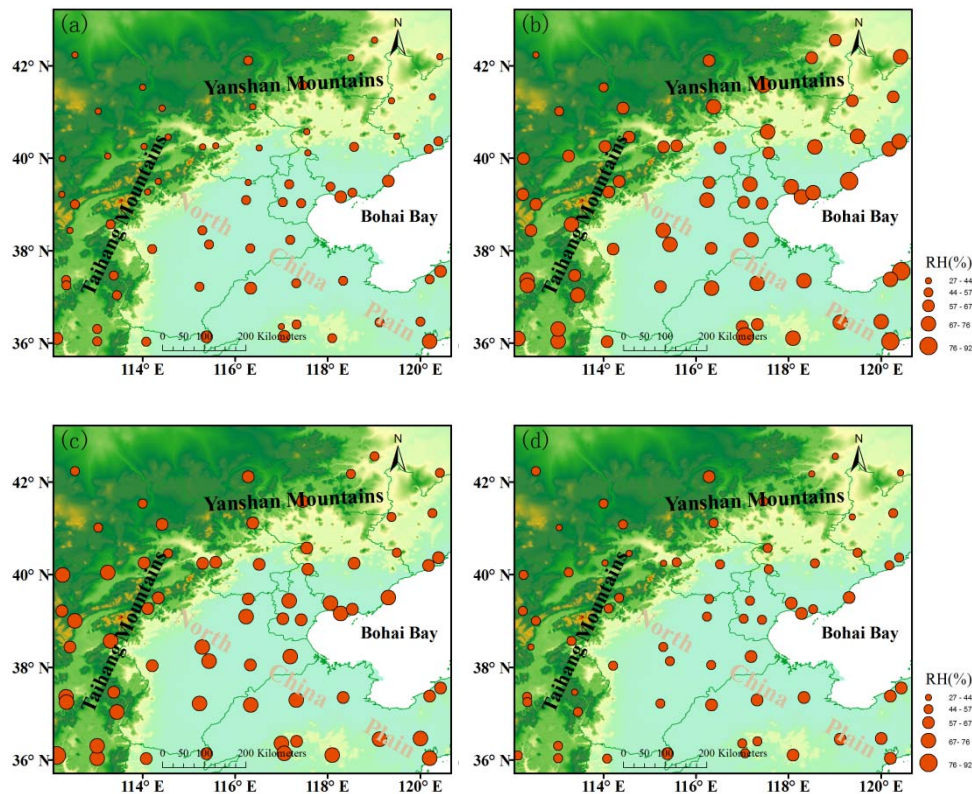 (a)
N
42° N
40° N
38° N
36° N
Yanshan Mountains
Taihang Mountains
Bohai Bay
North
China
Plain
0 50 100 200 Kilometers
114° E 116° E 118° E 120° E
(b)
N
42° N
40° N
38° N
36° N
Yanshan Mountains
Taihang Mountains
Bohai Bay
North
China
Plain
0 50 100 200 Kilometers
114° E 116° E 118° E 120° E
RH(%)
27 - 44
44 - 57
57 - 67
67- 76
76 - 92
(c)
N
42° N
40° N
38° N
36° N
Yanshan Mountains
Taihang Mountains
Bohai Bay
North
China
Plain
0 50 100 200 Kilometers
114° E 116° E 118° E 120° E
(d)
N
42° N
40° N
38° N
36° N
Yanshan Mountains
Taihang Mountains
Bohai Bay
North
China
Plain
0 50 100 200 Kilometers
114° E 116° E 118° E 120° E
RH(%)
27 - 44
44 - 57
57 - 67
67- 76
76 - 92